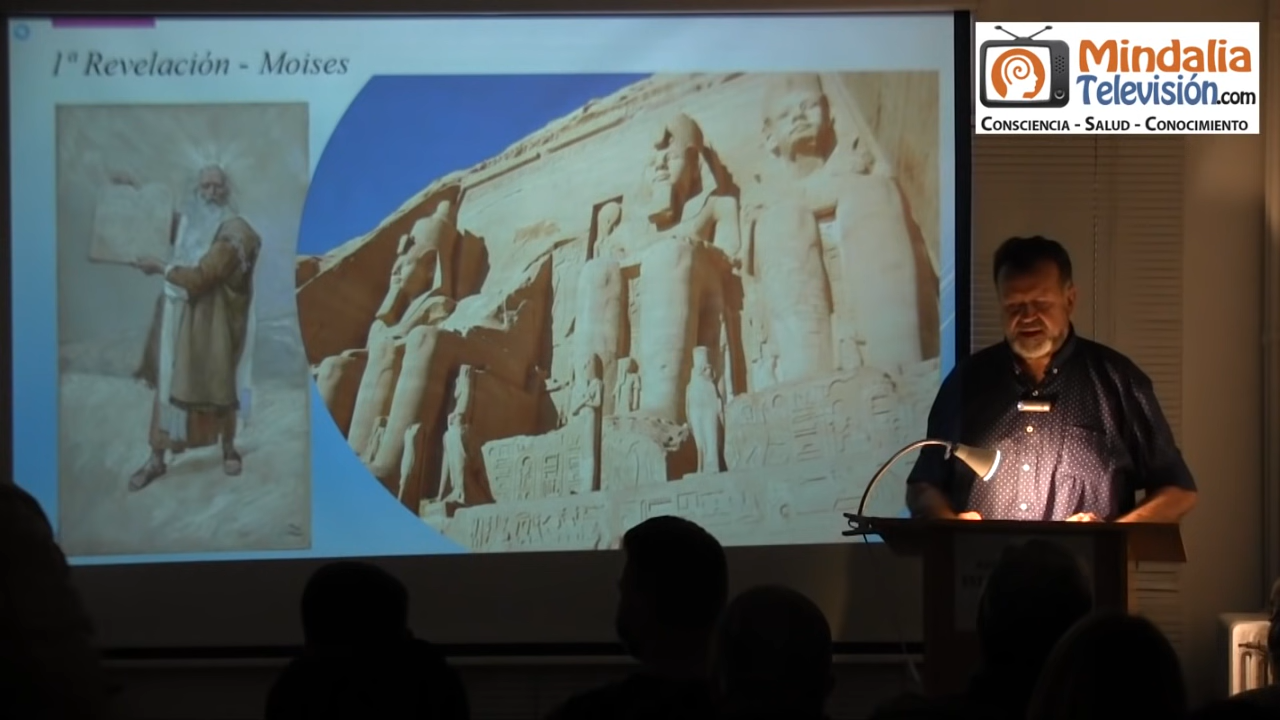 1ª Revelación - Moises
Mindalia
Televisión.com
Consciencia - Salud - Conocimiento